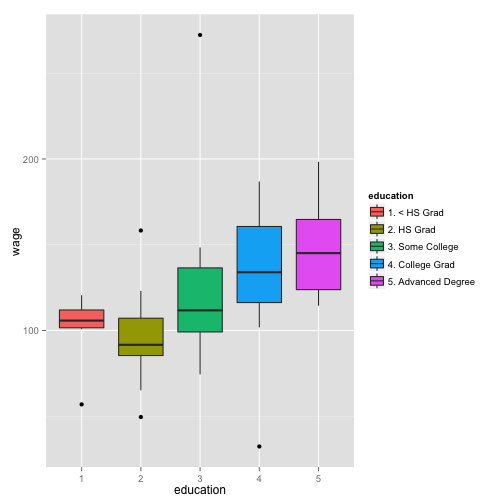 wage
200
100
1 2 3 4 5
education
education
1. < HS Grad
2. HS Grad
3. Some College
4. College Grad
5. Advanced Degree